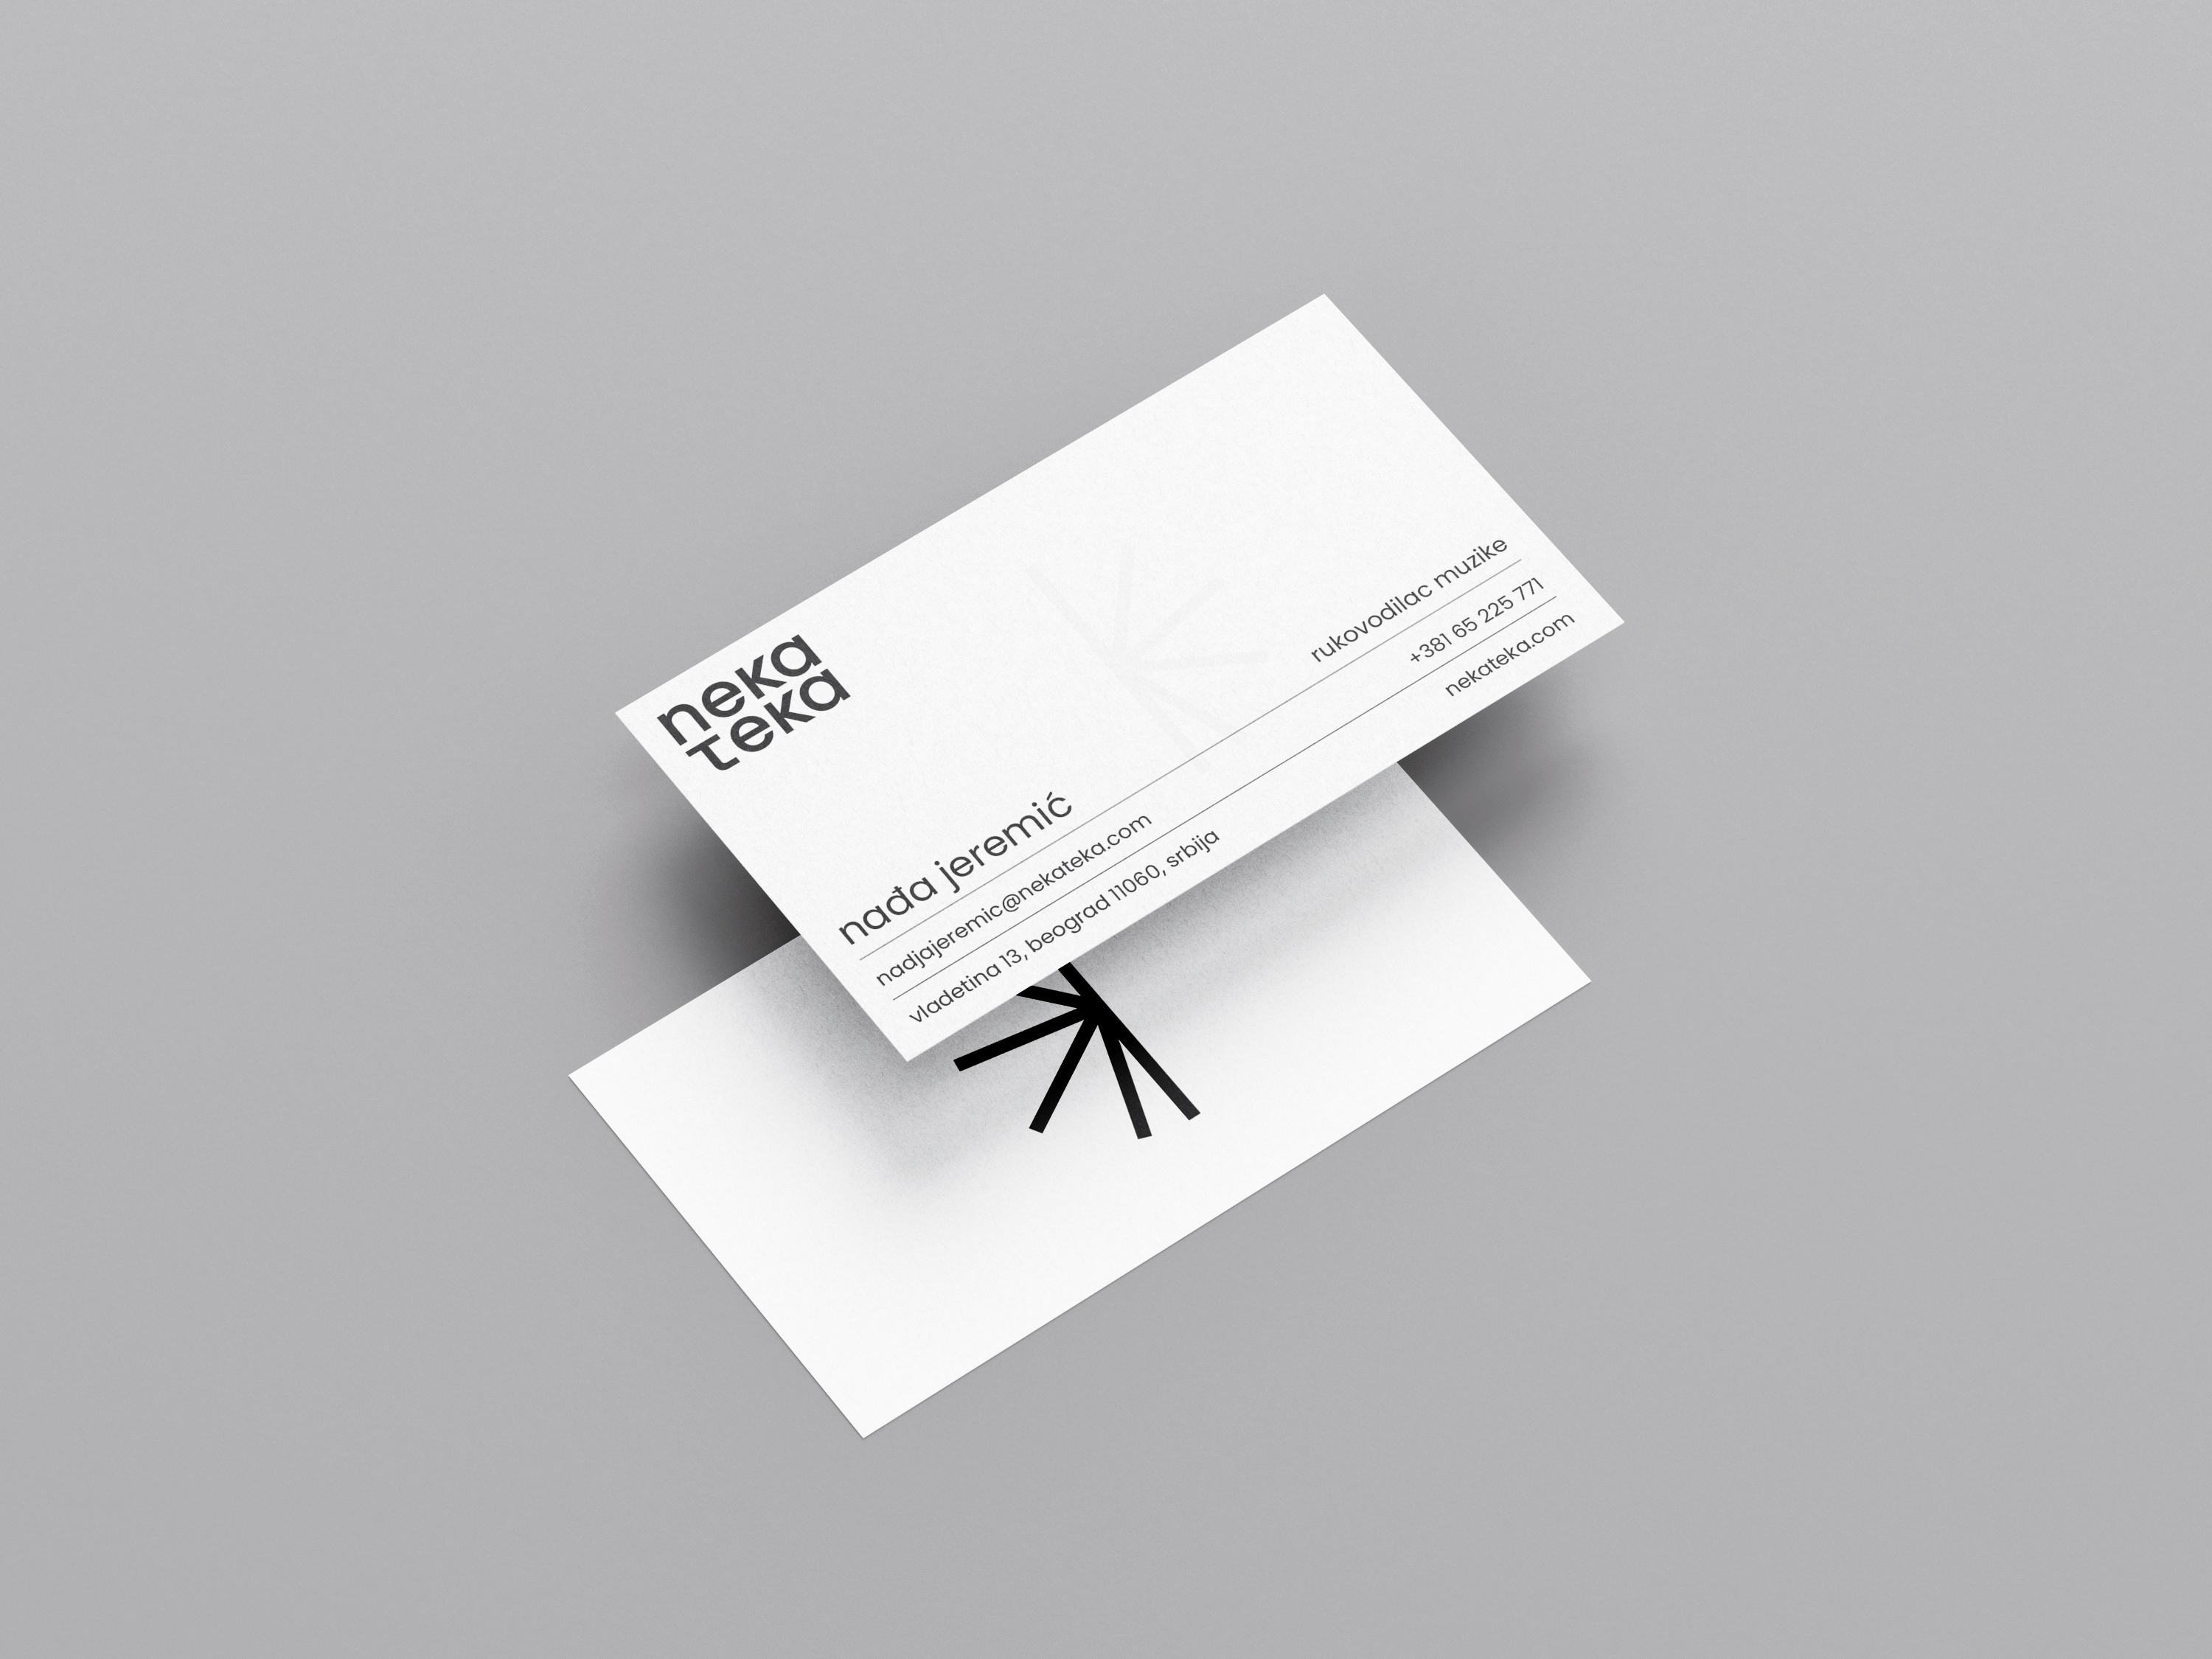 neka
teka
nađa jeremić
rukovodilac muzike
nadjajeremic@nekateka.com
+381 65 225 771
vladetina 13, beograd 11060, srbija
nekateka.com